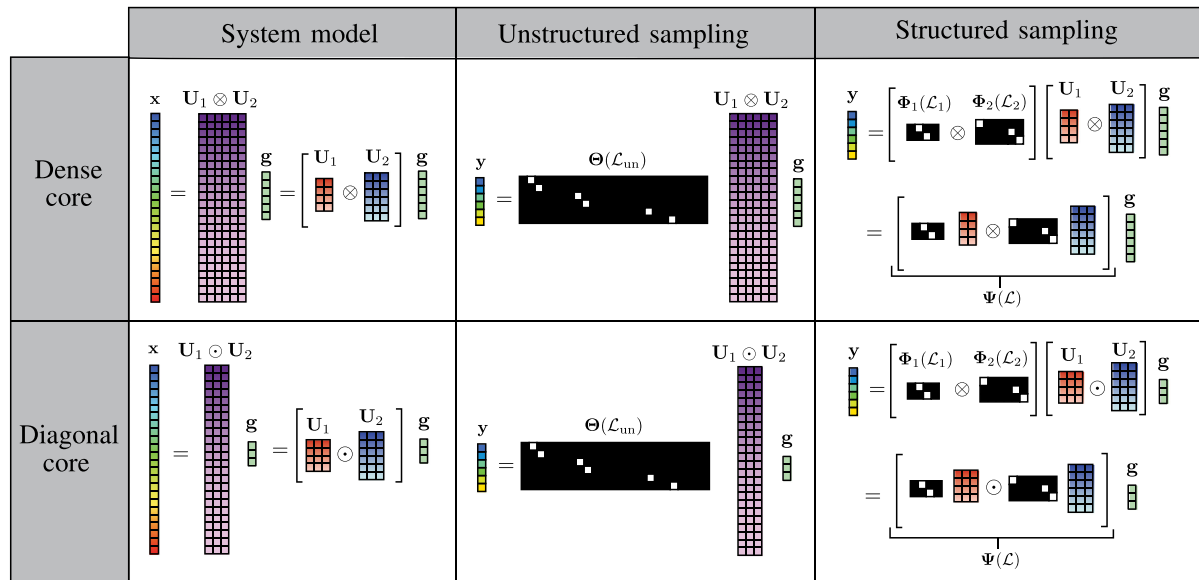 System model
Unstructured sampling
Structured sampling
Dense core
x
U₁ ⊗ U₂
=
g
= [ U₁ ⊗ U₂ ] g
y
=
Θ(𝓛ᵤₙ)
U₁ ⊗ U₂
g
y = [ Φ₁(𝓛₁) ⊗ Φ₂(𝓛₂) ] [ U₁ ⊗ U₂ ] g
= [ ⊗ ] g
Ψ(𝓛)
Diagonal core
x
U₁ ⊙ U₂
=
g
= [ U₁ ⊙ U₂ ] g
y
=
Θ(𝓛ᵤₙ)
U₁ ⊙ U₂
g
y = [ Φ₁(𝓛₁) ⊗ Φ₂(𝓛₂) ] [ U₁ ⊙ U₂ ] g
= [ ⊙ ] g
Ψ(𝓛)